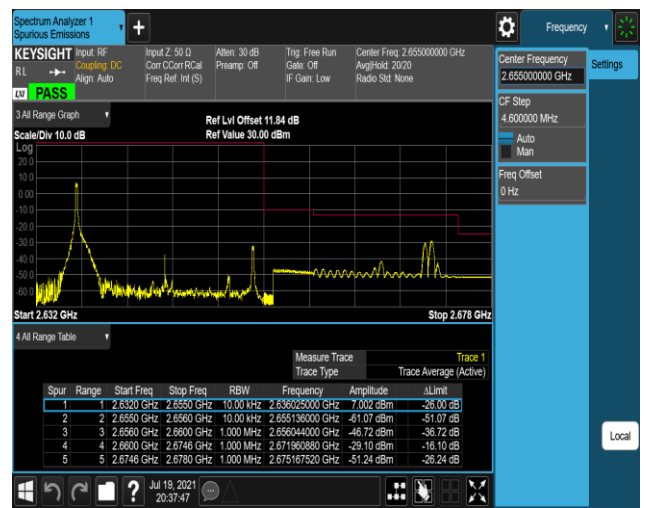 Spectrum Analyzer 1
Spurious Emissions
+
Frequency
KEYSIGHT
Input: RF
Coupling: DC
Align: Auto
Input Z: 50 Ω
Corr CCorr RCal
Freq Ref: Int (S)
Atten: 30 dB
Preamp: Off
Trig: Free Run
Gate: Off
IF Gain: Low
Center Freq: 2.655000000 GHz
Avg|Hold: 20/20
Radio Std: None
RL
LXI
PASS
Center Frequency
2.655000000 GHz
Settings
CF Step
4.600000 MHz
Auto
Man
Freq Offset
0 Hz
3 All Range Graph
Scale/Div 10.0 dB
Ref Lvl Offset 11.84 dB
Ref Value 30.00 dBm
Log
20.0
10.0
0.00
-10.0
-20.0
-30.0
-40.0
-50.0
-60.0
Start 2.632 GHz
Stop 2.678 GHz
4 All Range Table
Measure Trace Trace 1
Trace Type Trace Average (Active)
Spur Range Start Freq Stop Freq RBW Frequency Amplitude ΔLimit
1 1 2.6320 GHz 2.6550 GHz 10.00 kHz 2.636025000 GHz 7.002 dBm -26.00 dB
2 2 2.6550 GHz 2.6560 GHz 10.00 kHz 2.655136000 GHz -61.07 dBm -51.07 dB
3 3 2.6560 GHz 2.6600 GHz 1.000 MHz 2.656044000 GHz -46.72 dBm -36.72 dB
4 4 2.6600 GHz 2.6746 GHz 1.000 MHz 2.671960880 GHz -29.10 dBm -16.10 dB
5 5 2.6746 GHz 2.6780 GHz 1.000 MHz 2.675167520 GHz -51.24 dBm -26.24 dB
Local
?
Jul 19, 2021
20:37:47